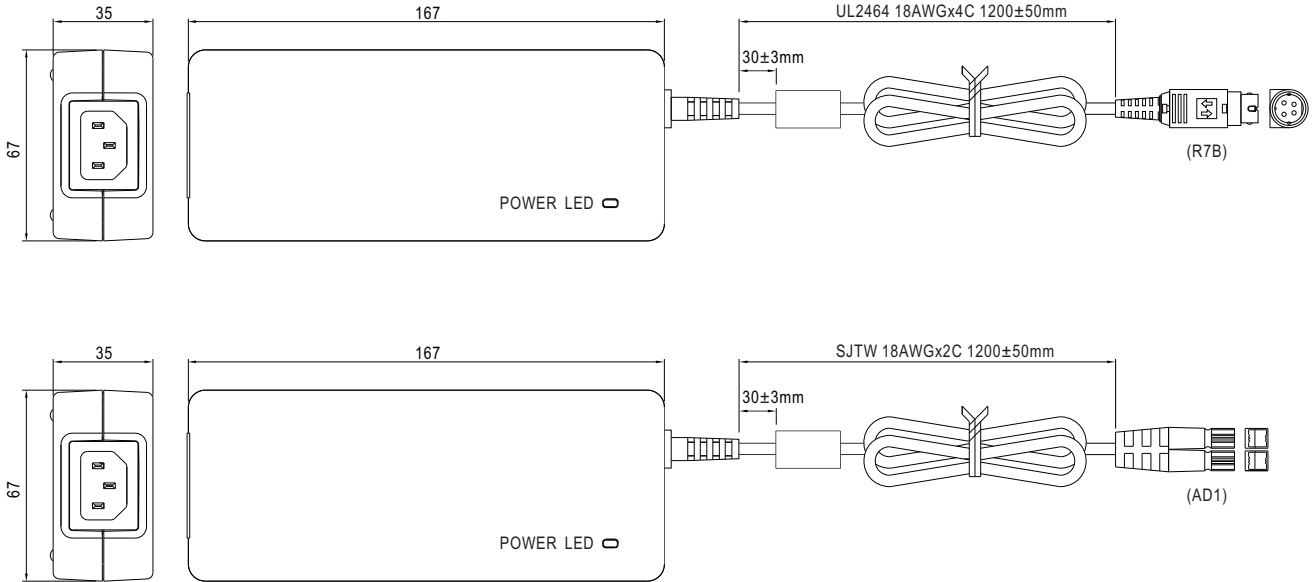 35
167
UL2464 18AWGx4C 1200±50mm
30±3mm
67
POWER LED
(R7B)
35
167
SJTW 18AWGx2C 1200±50mm
30±3mm
67
POWER LED
(AD1)